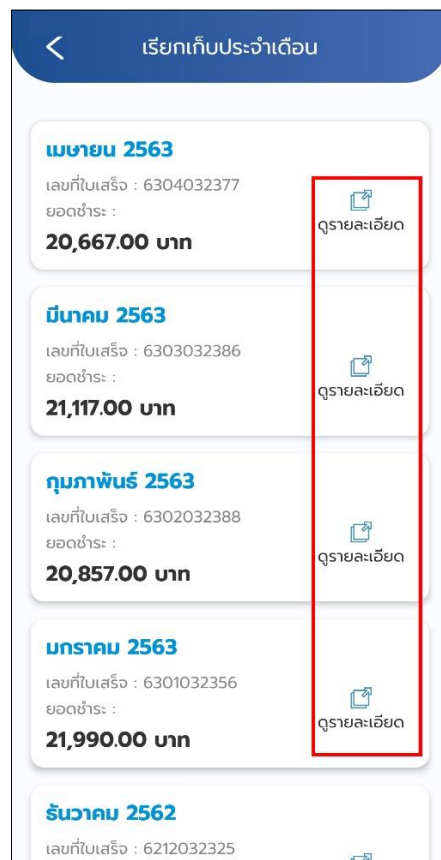 เรียกเก็บประจำเดือน
เมษายน 2563
เลขที่ใบเสร็จ : 6304032377
ยอดชำระ :
20,667.00 บาท
ดูรายละเอียด
มีนาคม 2563
เลขที่ใบเสร็จ : 6303032386
ยอดชำระ :
21,117.00 บาท
ดูรายละเอียด
กุมภาพันธ์ 2563
เลขที่ใบเสร็จ : 6302032388
ยอดชำระ :
20,857.00 บาท
ดูรายละเอียด
มกราคม 2563
เลขที่ใบเสร็จ : 6301032356
ยอดชำระ :
21,990.00 บาท
ดูรายละเอียด
ธันวาคม 2562
เลขที่ใบเสร็จ : 6212032325